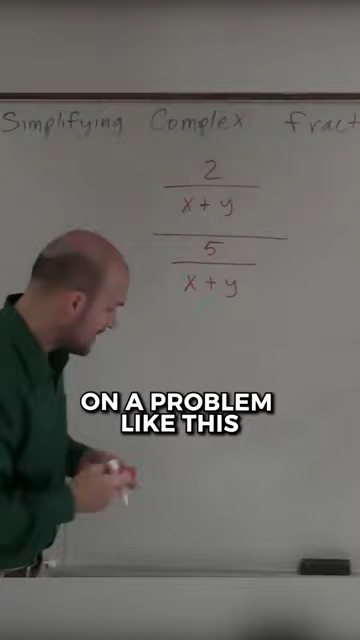 Simplifying Complex fract
2
x + y
5
x + y
ON A PROBLEM
LIKE THIS